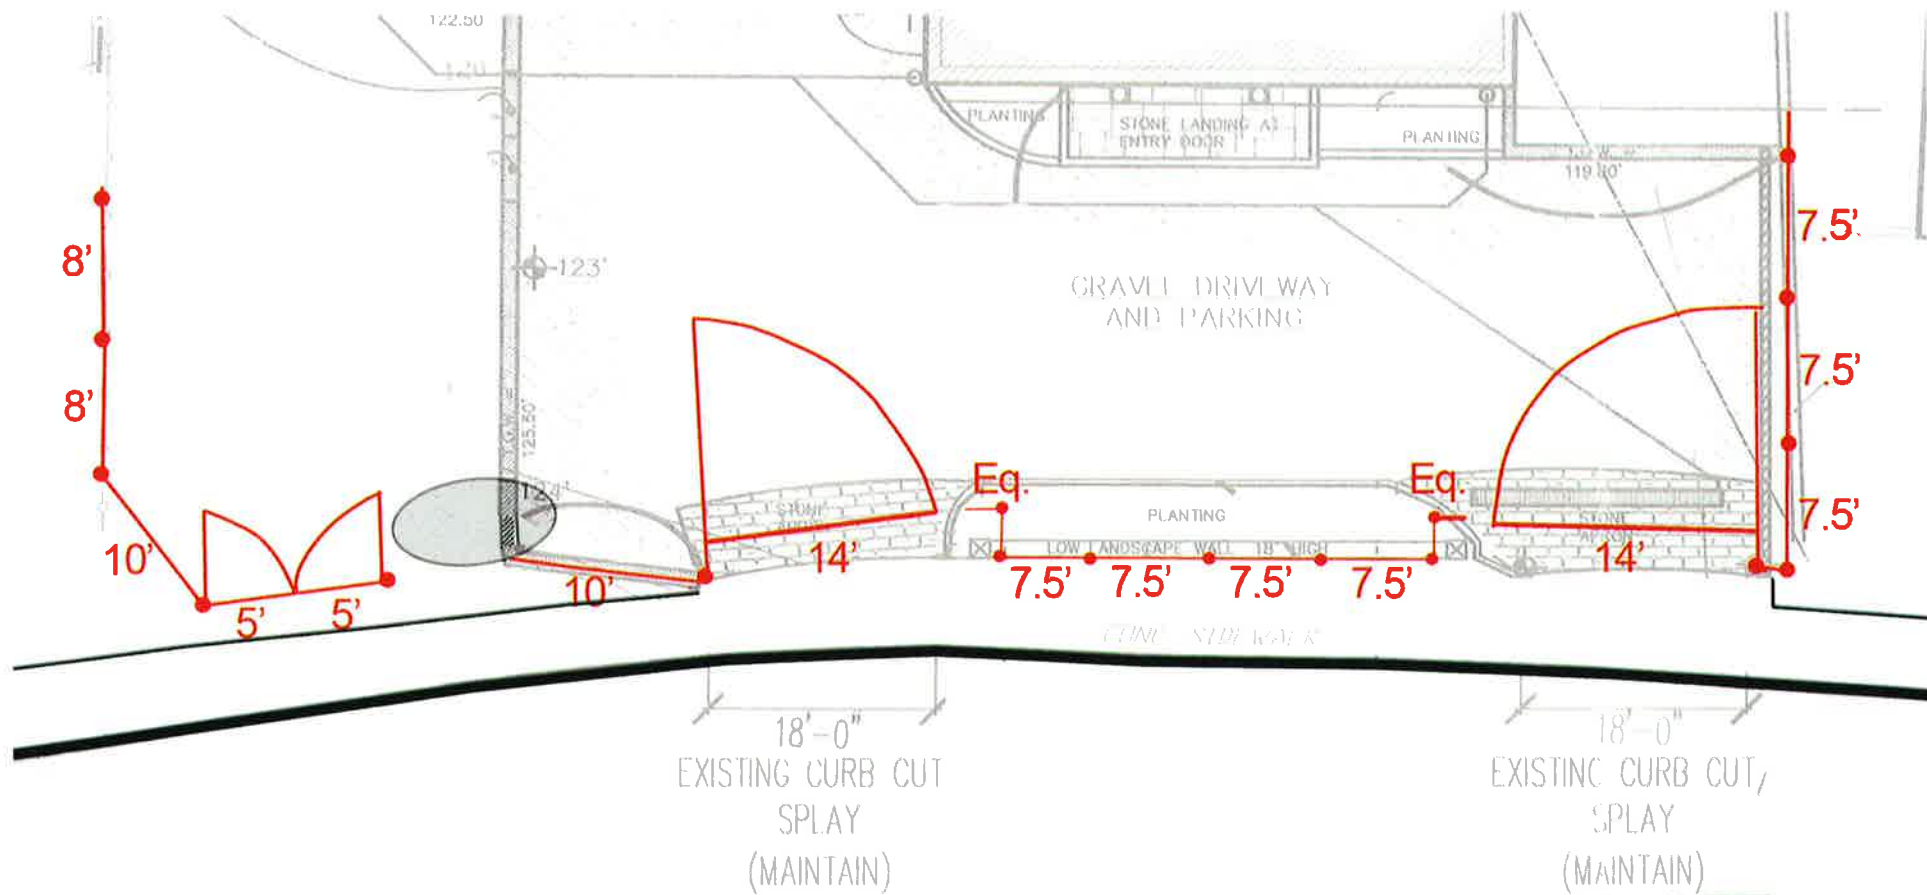 122.50
120'
PLANTING
STONE LANDING AT
ENTRY DOOR
PLANTING
119.80'
8'
123'
7.5'
GRAVEL DRIVEWAY
AND PARKING
8'
7.5'
125.50'
124'
Eq.
Eq.
PLANTING
STONE
STONE
APRON
7.5'
10'
LOW LANDSCAPE WALL 18" HIGH
14'
14'
10'
7.5'
7.5'
7.5'
7.5'
5'
5'
CONC. SIDEWALK
18'-0"
EXISTING CURB CUT
SPLAY
(MAINTAIN)
18'-0"
EXISTING CURB CUT/
SPLAY
(MAINTAIN)